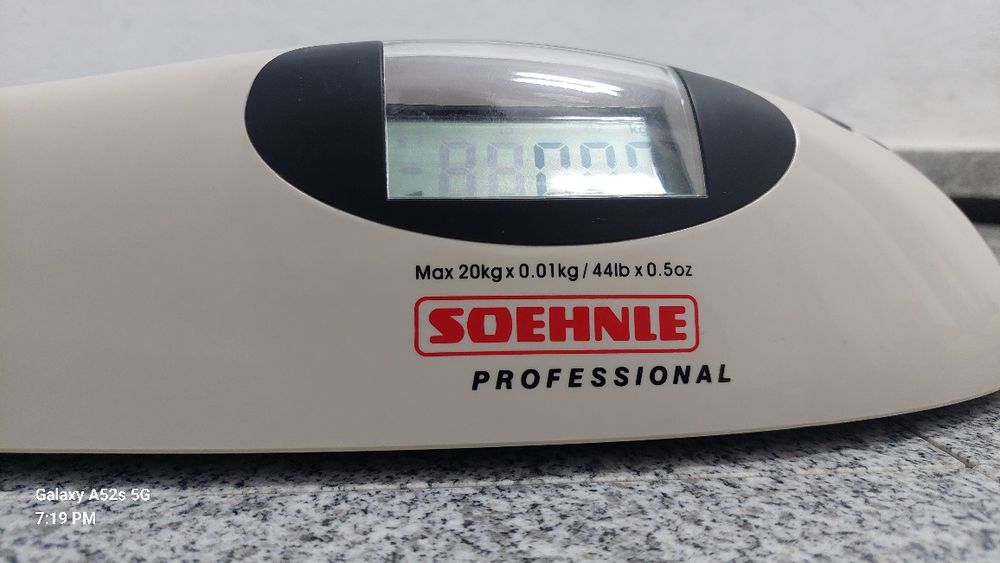 Max 20kg x 0.01kg / 44lb x 0.5oz
SOEHNLE
PROFESSIONAL
Galaxy A52s 5G
7:19 PM